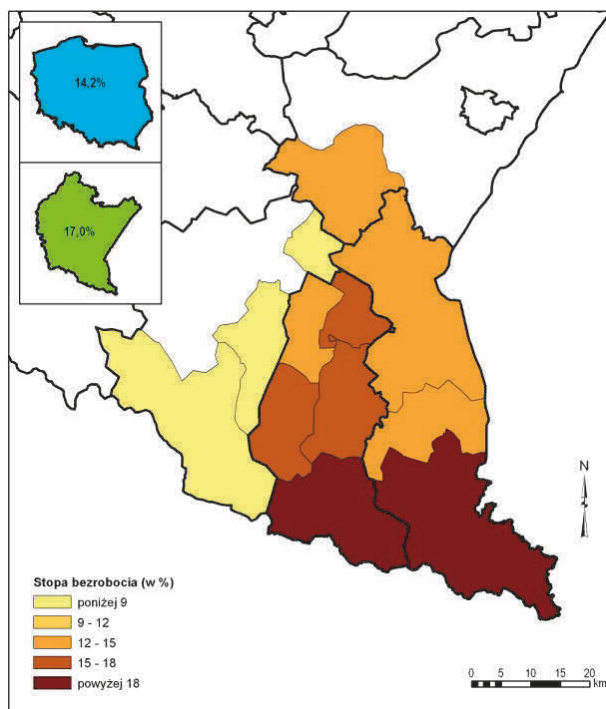 14,2%
17,0%
N
Stopa bezrobocia (w %)
poniżej 9
9 - 12
12 - 15
15 - 18
powyżej 18
0 5 10 15 20
km